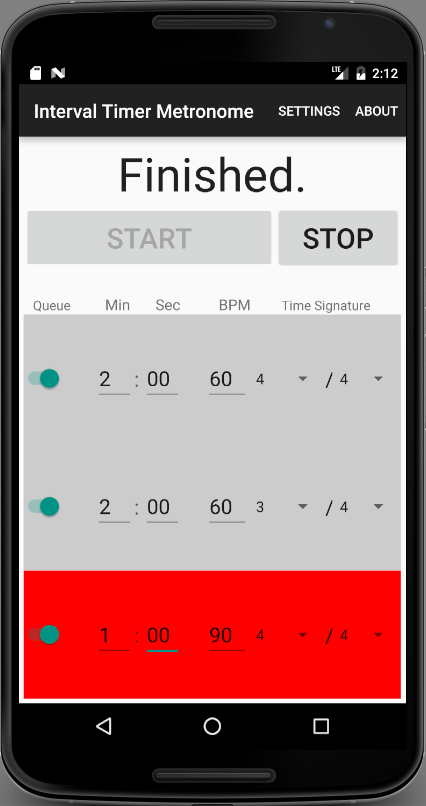 LTE 2:12
Interval Timer Metronome SETTINGS ABOUT
Finished.
START STOP
Queue Min Sec BPM Time Signature
2 : 00 60 4 / 4
2 : 00 60 3 / 4
1 : 00 90 4 / 4